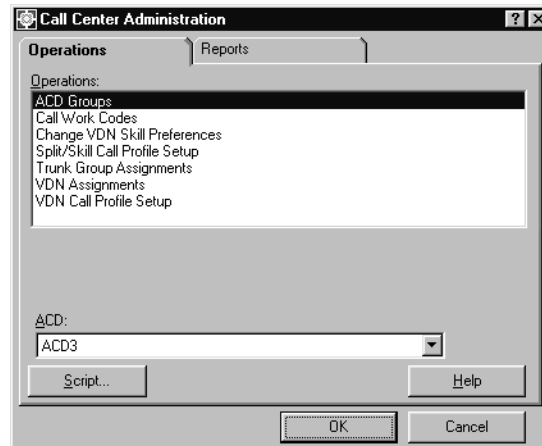 Call Center Administration
Operations
Reports
Operations:
ACD Groups
Call Work Codes
Change VDN Skill Preferences
Split/Skill Call Profile Setup
Trunk Group Assignments
VDN Assignments
VDN Call Profile Setup
ACD:
ACD3
Script...
Help
OK
Cancel